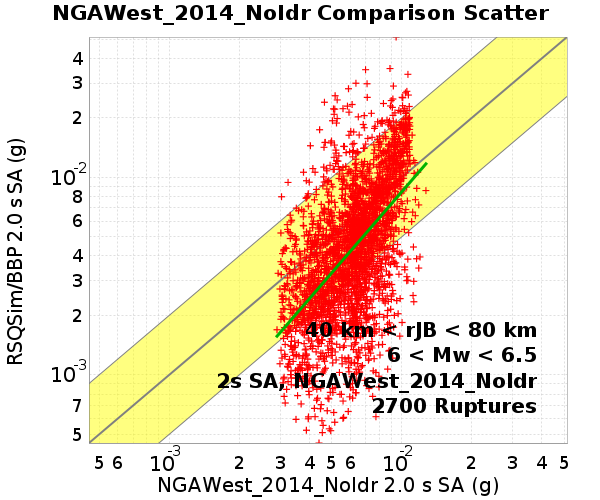 NGAWest_2014_NoIdr Comparison Scatter
RSQSim/BBP 2.0 s SA (g)
4
3
2
10-2
8
6
4
3
2
10-3
7
5
40 km < rJB < 80 km
6 < Mw < 6.5
2s SA, NGAWest_2014_NoIdr
2700 Ruptures
5 6 10-3 2 3 4 5 6 10-2 2 3 4 5
NGAWest_2014_NoIdr 2.0 s SA (g)